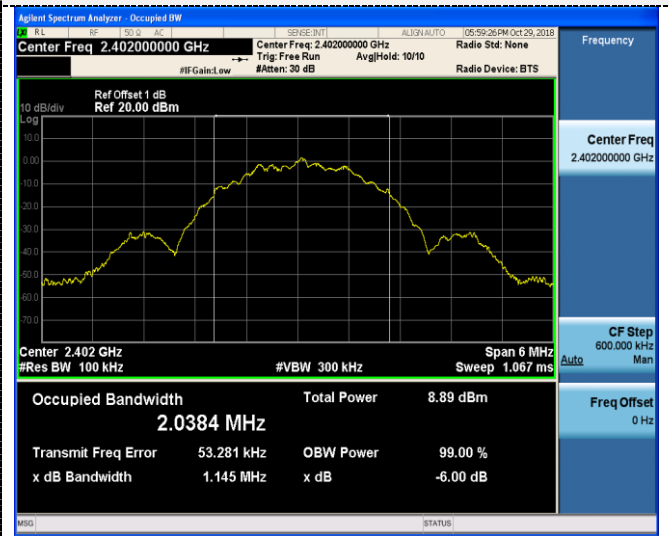 Agilent Spectrum Analyzer - Occupied BW
RL RF 50 Ω AC SENSE:INT ALIGN AUTO 05:59:26 PM Oct 29, 2018
Center Freq 2.402000000 GHz
Center Freq: 2.402000000 GHz
Radio Std: None
Trig: Free Run
Avg|Hold: 10/10
#IFGain:Low
#Atten: 30 dB
Radio Device: BTS
Frequency
Ref Offset 1 dB
10 dB/div
Ref 20.00 dBm
Log
10.0
0.00
-10.0
-20.0
-30.0
-40.0
-50.0
-60.0
-70.0
Center Freq
2.402000000 GHz
Center 2.402 GHz
Span 6 MHz
#Res BW 100 kHz
#VBW 300 kHz
Sweep 1.067 ms
CF Step
600.000 kHz
Auto Man
Occupied Bandwidth
Total Power 8.89 dBm
2.0384 MHz
Transmit Freq Error 53.281 kHz
OBW Power 99.00 %
x dB Bandwidth 1.145 MHz
x dB -6.00 dB
Freq Offset
0 Hz
MSG STATUS